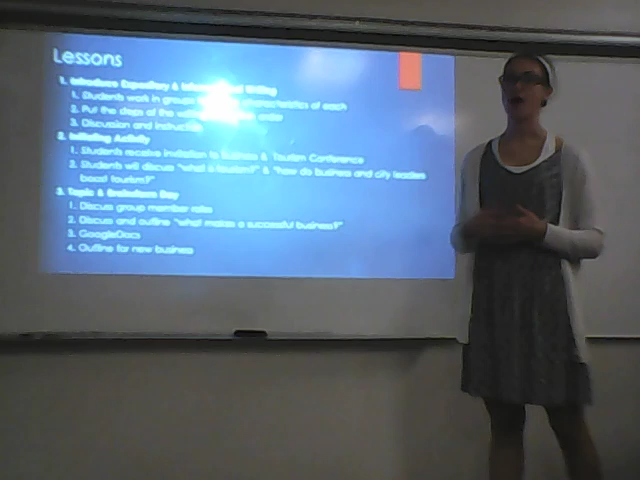 Lessons
1. Introduce Expository & Writing
1. Students work in groups characteristics of each
2. Put the steps of the order
3. Discussion and
2. Initiating Activity
1. Students receive invitation to Business & Tourism Conference
2. Students will discuss "what is tourism?" & "how do business and city leaders
boost tourism?"
3. Topic & Brainstorm Day
1. Discuss group member roles
2. Discuss and outline "what makes a successful business?"
3. GoogleDocs
4. Outline for new business